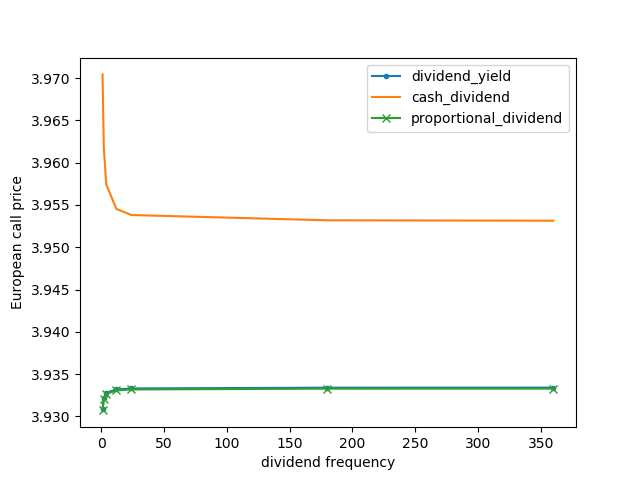 dividend_yield
cash_dividend
proportional_dividend
3.970
3.965
3.960
3.955
3.950
3.945
3.940
3.935
3.930
European call price
0 50 100 150 200 250 300 350
dividend frequency